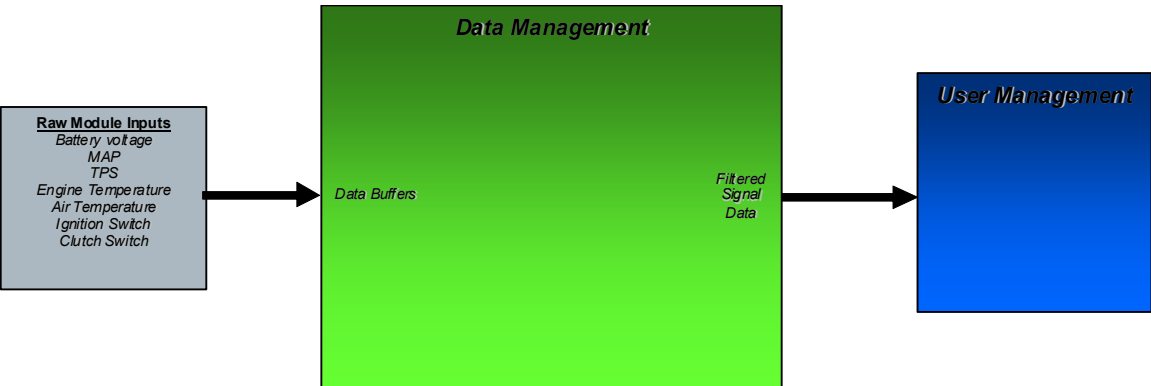 Data Management
User Management
Raw Module Inputs
Battery voltage
MAP
TPS
Engine Temperature
Air Temperature
Ignition Switch
Clutch Switch
Data Buffers
Filtered
Signal
Data